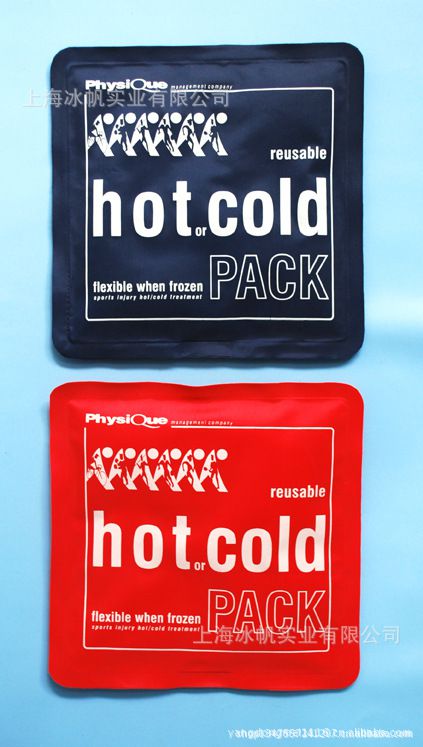 PhysiQue management company
上海冰帆实业有限公司
reusable
hot or cold
PACK
flexible when frozen
sports injury hot/cold treatment
PhysiQue management company
reusable
hot or cold
PACK
flexible when frozen
sports injury hot/cold treatment
上海冰帆实业有限公司